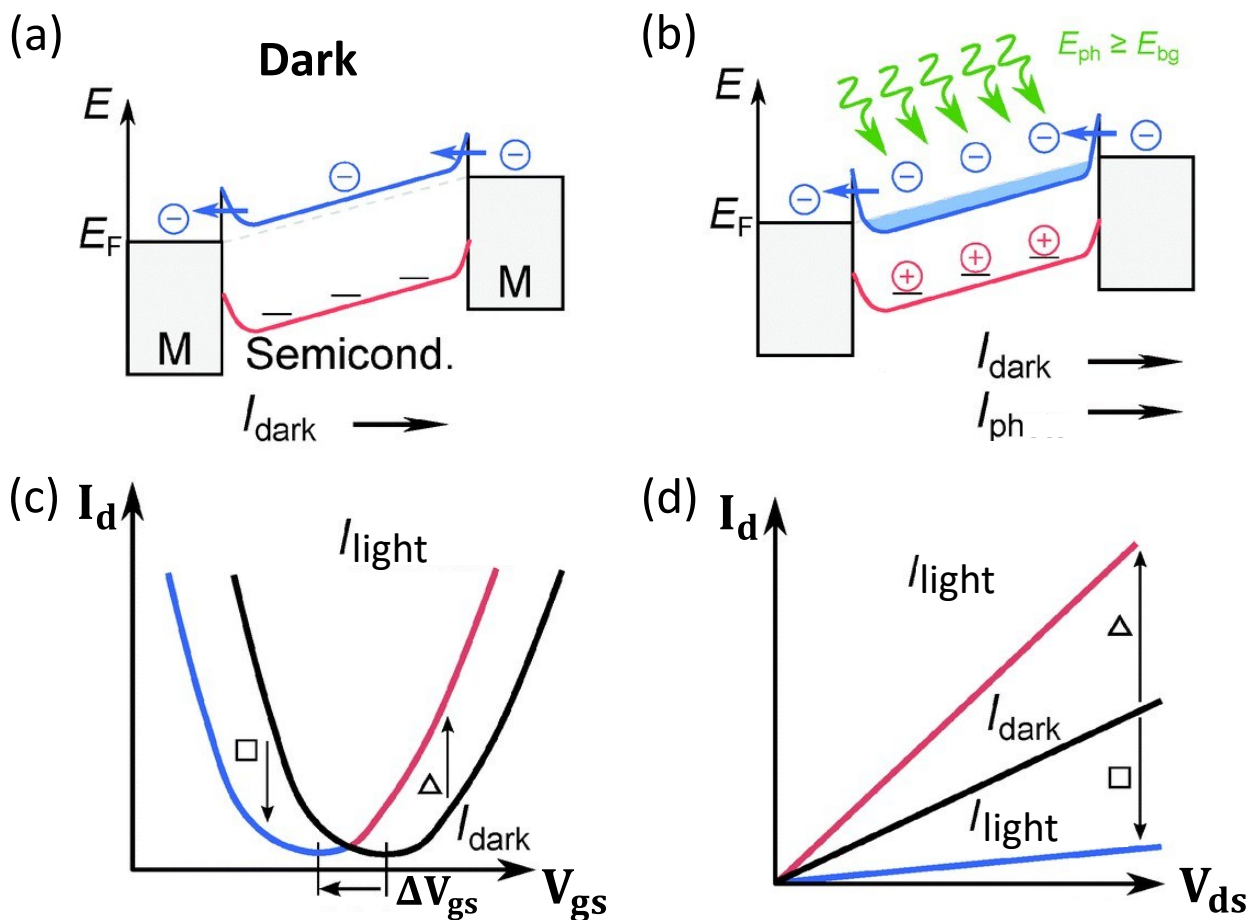 (a)
Dark
E
E_F
M
M
Semicond.
I_dark
(b)
E_ph ≥ E_bg
E
E_F
I_dark
I_ph
(c)
I_d
I_light
□
△
I_dark
ΔV_gs
V_gs
(d)
I_d
I_light
△
I_dark
□
I_light
V_ds